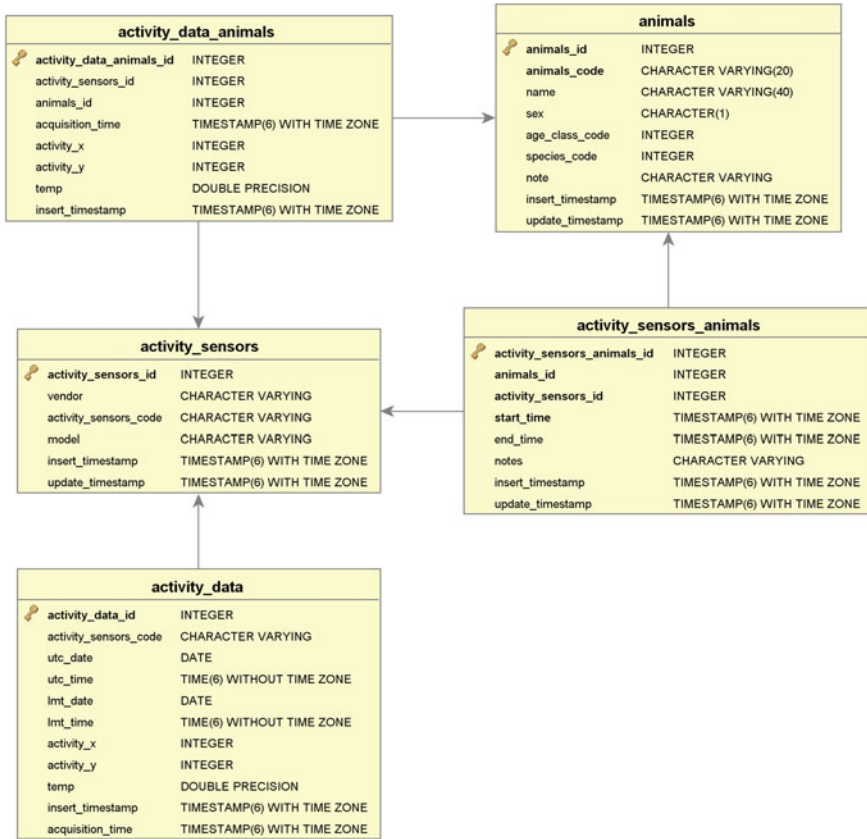 activity_data_animals
activity_data_animals_id INTEGER
activity_sensors_id INTEGER
animals_id INTEGER
acquisition_time TIMESTAMP(6) WITH TIME ZONE
activity_x INTEGER
activity_y INTEGER
temp DOUBLE PRECISION
insert_timestamp TIMESTAMP(6) WITH TIME ZONE
animals
animals_id INTEGER
animals_code CHARACTER VARYING(20)
name CHARACTER VARYING(40)
sex CHARACTER(1)
age_class_code INTEGER
species_code INTEGER
note CHARACTER VARYING
insert_timestamp TIMESTAMP(6) WITH TIME ZONE
update_timestamp TIMESTAMP(6) WITH TIME ZONE
activity_sensors
activity_sensors_id INTEGER
vendor CHARACTER VARYING
activity_sensors_code CHARACTER VARYING
model CHARACTER VARYING
insert_timestamp TIMESTAMP(6) WITH TIME ZONE
update_timestamp TIMESTAMP(6) WITH TIME ZONE
activity_sensors_animals
activity_sensors_animals_id INTEGER
animals_id INTEGER
activity_sensors_id INTEGER
start_time TIMESTAMP(6) WITH TIME ZONE
end_time TIMESTAMP(6) WITH TIME ZONE
notes CHARACTER VARYING
insert_timestamp TIMESTAMP(6) WITH TIME ZONE
update_timestamp TIMESTAMP(6) WITH TIME ZONE
activity_data
activity_data_id INTEGER
activity_sensors_code CHARACTER VARYING
utc_date DATE
utc_time TIME(6) WITHOUT TIME ZONE
lmt_date DATE
lmt_time TIME(6) WITHOUT TIME ZONE
activity_x INTEGER
activity_y INTEGER
temp DOUBLE PRECISION
insert_timestamp TIMESTAMP(6) WITH TIME ZONE
acquisition_time TIMESTAMP(6) WITH TIME ZONE